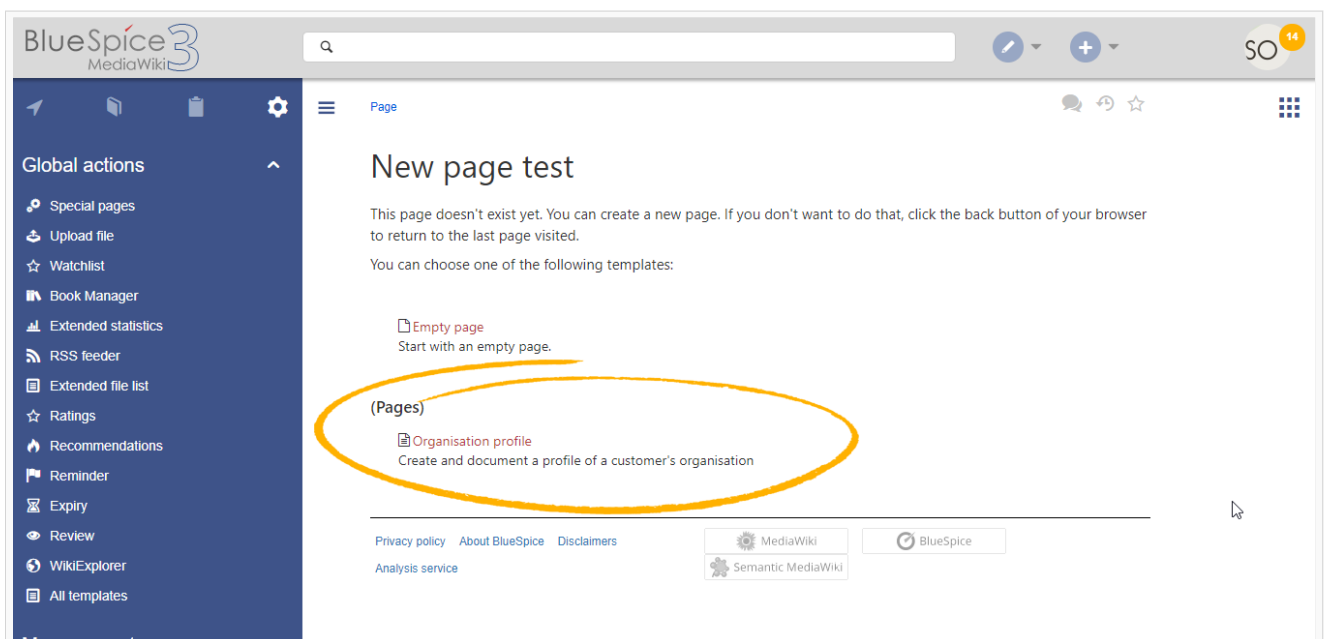 BlueSpice 3
MediaWiki
SO
14
Page
Global actions
Special pages
Upload file
Watchlist
Book Manager
Extended statistics
RSS feeder
Extended file list
Ratings
Recommendations
Reminder
Expiry
Review
WikiExplorer
All templates
New page test
This page doesn't exist yet. You can create a new page. If you don't want to do that, click the back button of your browser
to return to the last page visited.
You can choose one of the following templates:
Empty page
Start with an empty page.
(Pages)
Organisation profile
Create and document a profile of a customer's organisation
Privacy policy About BlueSpice Disclaimers
Analysis service
MediaWiki
BlueSpice
Semantic MediaWiki